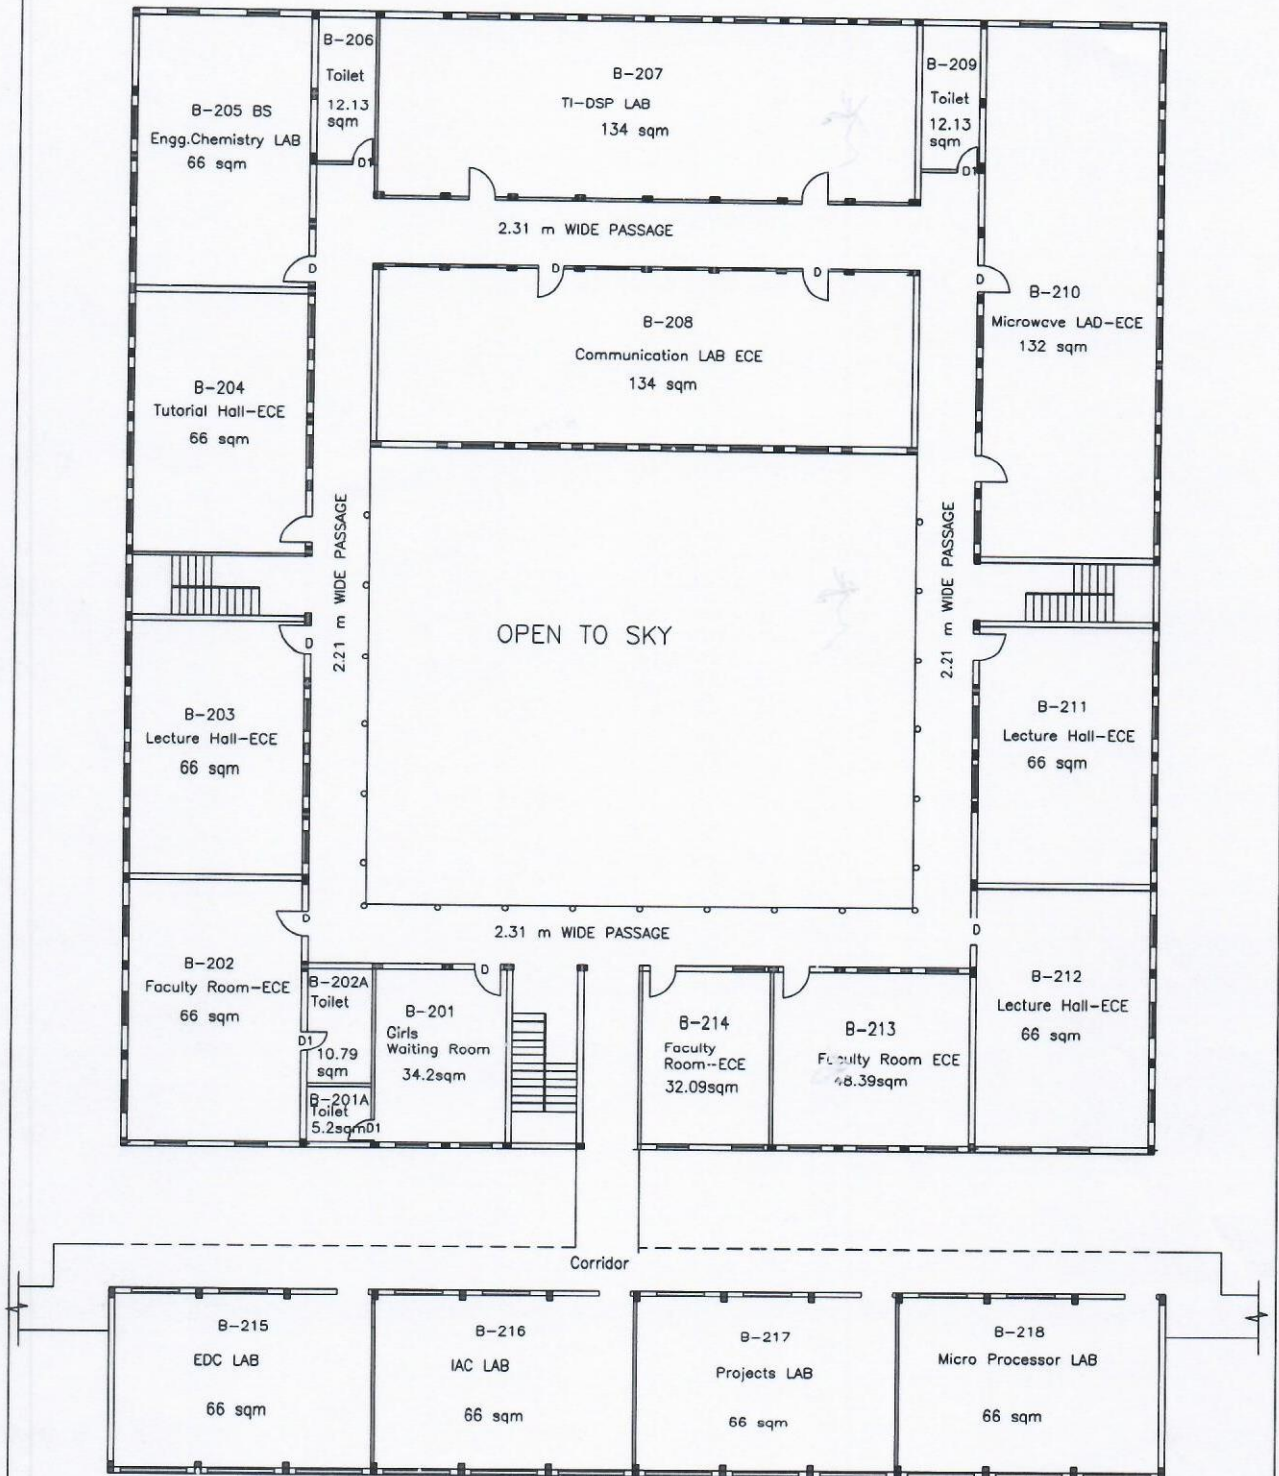 B-206
Toilet
12.13
sqm
D1
B-207
TI-DSP LAB
134 sqm
B-209
Toilet
12.13
sqm
D1
B-205 BS
Engg.Chemistry LAB
66 sqm
D
2.31 m WIDE PASSAGE
D
D
D
B-210
Microwave LAD-ECE
132 sqm
B-208
Communication LAB ECE
134 sqm
B-204
Tutorial Hall-ECE
66 sqm
2.21 m WIDE PASSAGE
OPEN TO SKY
2.21 m WIDE PASSAGE
D
B-203
Lecture Hall-ECE
66 sqm
B-211
Lecture Hall-ECE
66 sqm
D
2.31 m WIDE PASSAGE
D
B-202
Faculty Room-ECE
66 sqm
B-202A
Toilet
D1
10.79
sqm
B-201A
Toilet
5.2sqm
D1
D
B-201
Girls
Waiting Room
34.2sqm
B-214
Faculty
Room--ECE
32.09sqm
B-213
Faculty Room ECE
48.39sqm
B-212
Lecture Hall-ECE
66 sqm
Corridor
B-215
EDC LAB
66 sqm
B-216
IAC LAB
66 sqm
B-217
Projects LAB
66 sqm
B-218
Micro Processor LAB
66 sqm